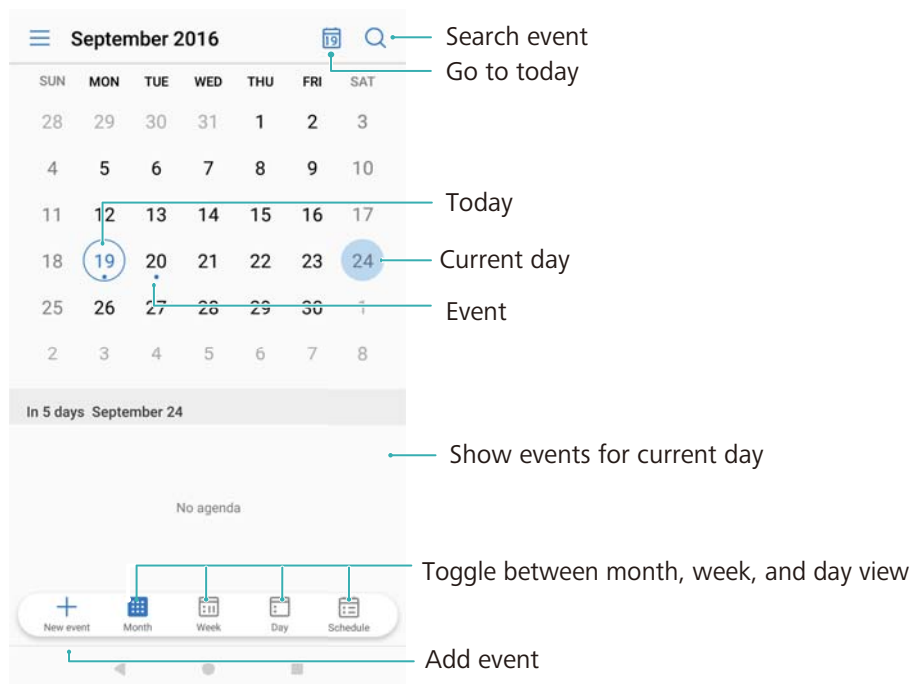 September 2016
19
Search event
Go to today
SUN MON TUE WED THU FRI SAT
28 29 30 31 1 2 3
4 5 6 7 8 9 10
11 12 13 14 15 16 17
Today
18 19 20 21 22 23 24
Current day
25 26 27 28 29 30 1
Event
2 3 4 5 6 7 8
In 5 days September 24
Show events for current day
No agenda
Toggle between month, week, and day view
New event Month Week Day Schedule
Add event